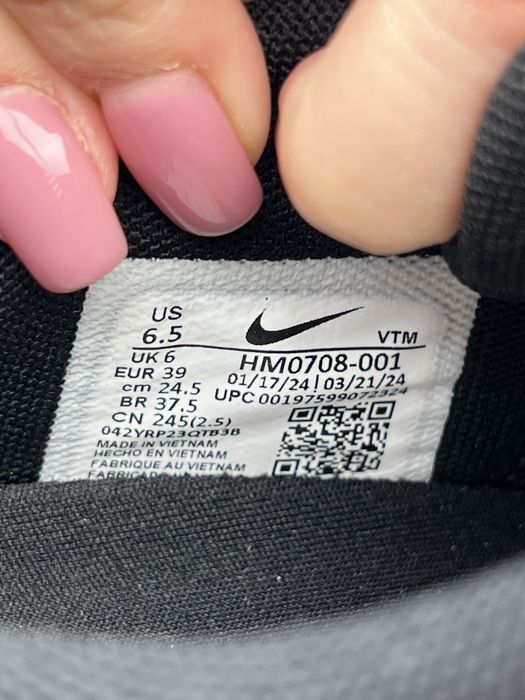 US
6.5
VTM
UK 6
HM0708-001
EUR 39
01/17/24 | 03/21/24
cm 24.5
UPC 00197599072324
BR 37.5
CN 245(2.5)
042YRP23QTB38
MADE IN VIETNAM
HECHO EN VIETNAM
FABRIQUE AU VIETNAM